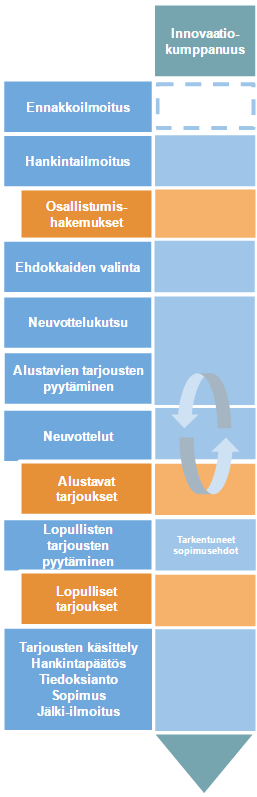 Innovaatio-
kumppanuus
Ennakkoilmoitus
Hankintailmoitus
Osallistumis-
hakemukset
Ehdokkaiden valinta
Neuvottelukutsu
Alustavien tarjousten
pyytäminen
Neuvottelut
Alustavat
tarjoukset
Lopullisten
tarjousten
pyytäminen
Tarkentuneet
sopimusehdot
Lopulliset
tarjoukset
Tarjousten käsittely
Hankintapäätös
Tiedoksianto
Sopimus
Jälki-ilmoitus